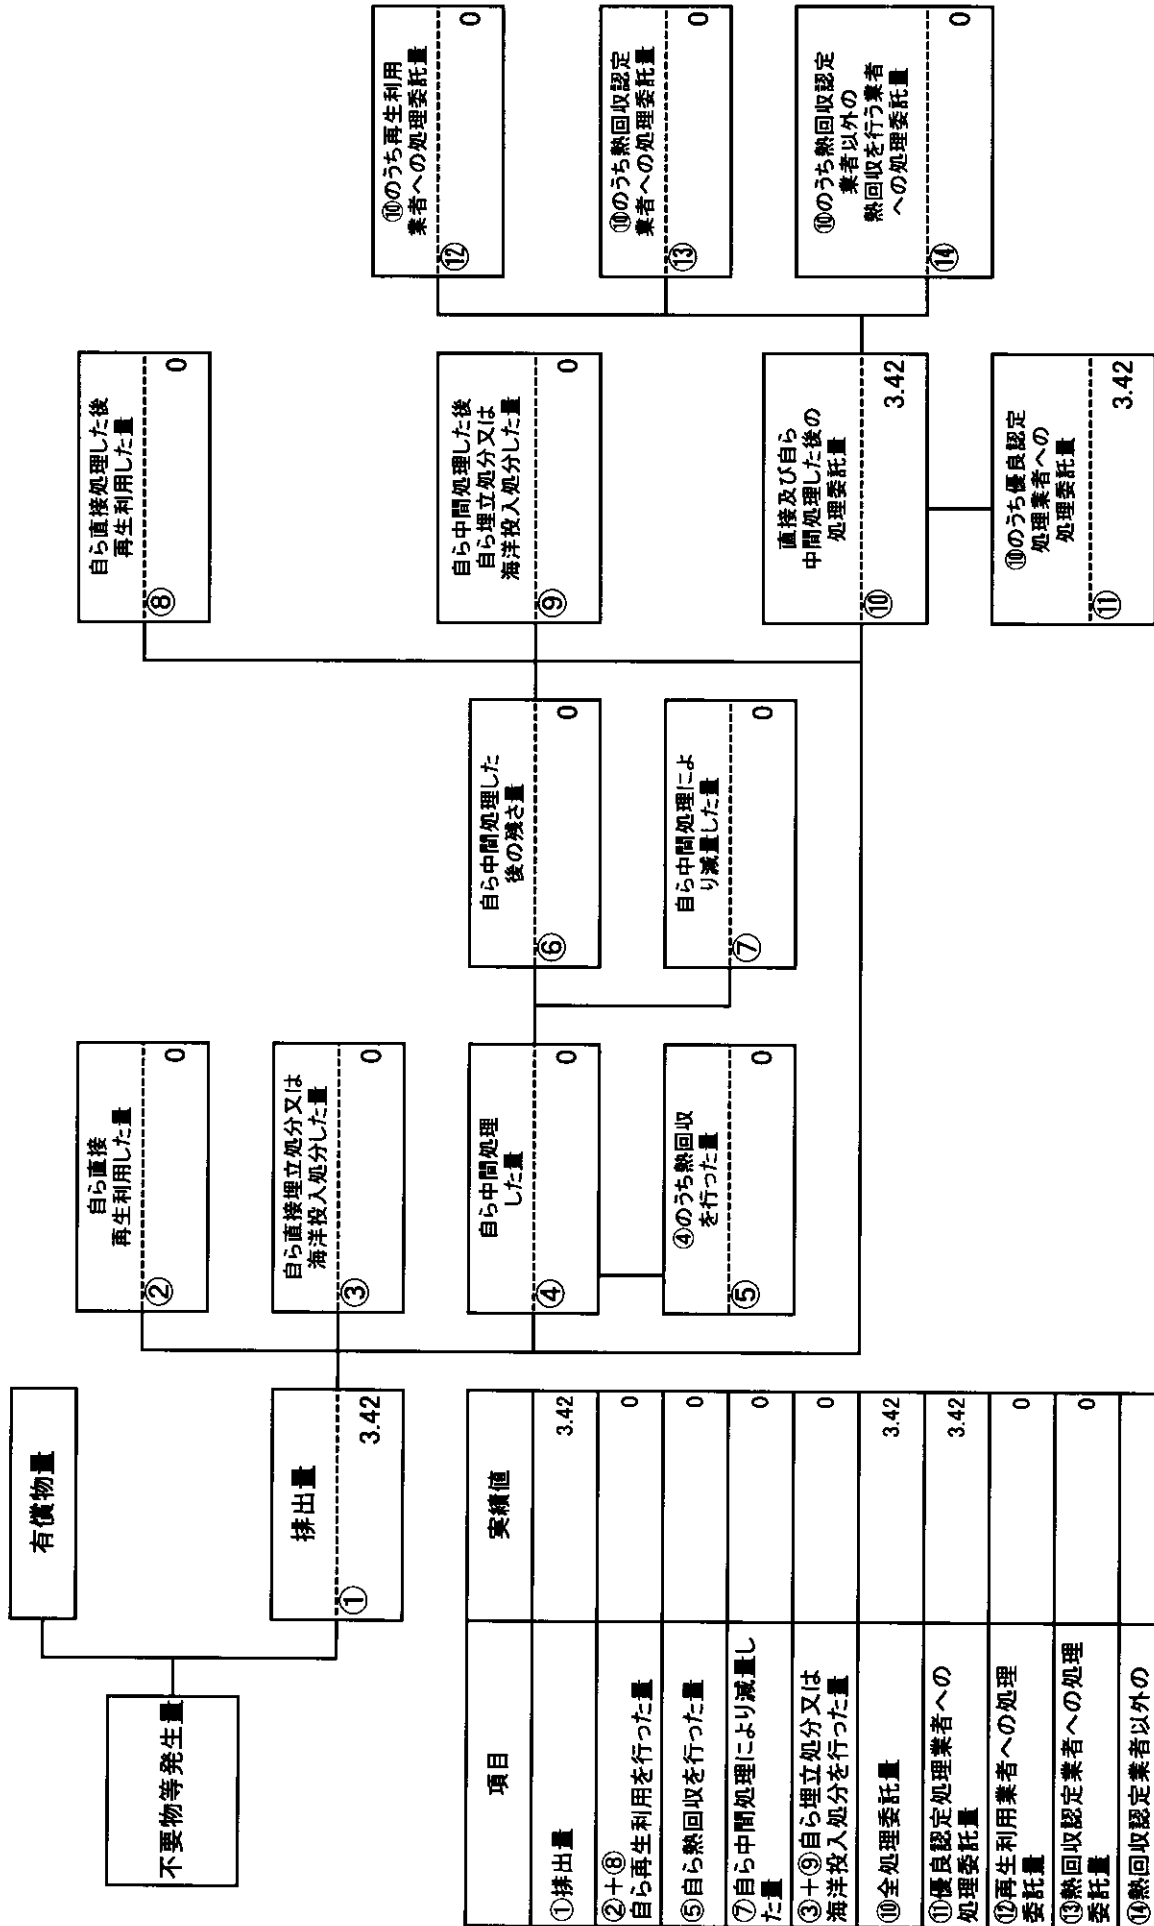 不要物等発生量
有償物量
排出量
①
3.42
自ら直接
再生利用した量
②
0
自ら直接埋立処分又は
海洋投入処分した量
③
0
自ら中間処理
した量
④
0
④のうち熱回収
を行った量
⑤
0
自ら中間処理した
後の残さ量
⑥
0
自ら中間処理によ
り減量した量
⑦
0
自ら直接処理した後
再生利用した量
⑧
0
自ら中間処理した後
自ら埋立処分又は
海洋投入処分した量
⑨
0
直接及び自ら
中間処理した後の
処理委託量
⑩
3.42
⑩のうち優良認定
処理業者への
処理委託量
⑪
3.42
⑩のうち再生利用
業者への処理委託量
⑫
0
⑩のうち熱回収認定
業者への処理委託量
⑬
0
⑩のうち熱回収認定
業者以外の
熱回収を行う業者
への処理委託量
⑭
0
項目 実績値
①排出量 3.42
②+⑧
自ら再生利用を行った量 0
⑤自ら熱回収を行った量 0
⑦自ら中間処理により減量し
た量 0
③+⑨自ら埋立処分又は
海洋投入処分を行った量 0
⑩全処理委託量 3.42
⑪優良認定処理業者への
処理委託量 3.42
⑫再生利用業者への処理
委託量 0
⑬熱回収認定業者への処理
委託量 0
⑭熱回収認定業者以外の